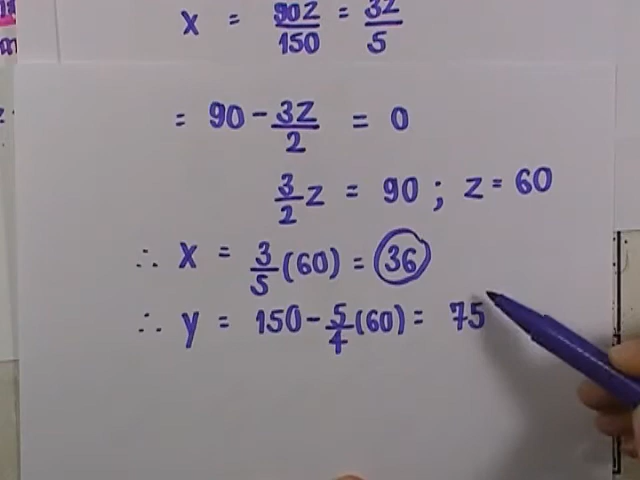 x = 90z/150 = 3z/5
= 90 - 3z/2 = 0
3/2 z = 90 ; z = 60
∴ x = 3/5 (60) = 36
∴ y = 150 - 5/4 (60) = 75